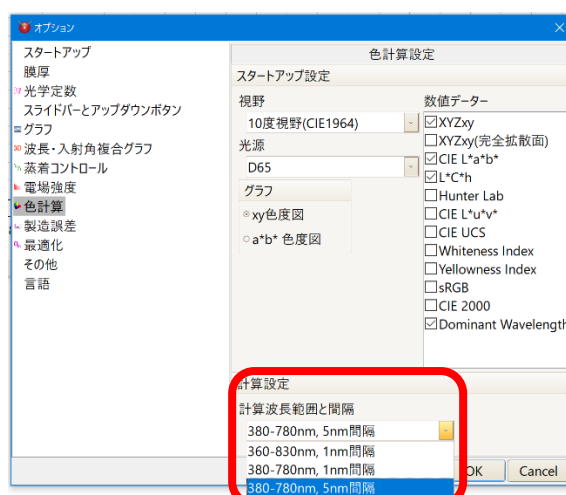 オプション
スタートアップ
膜厚
光学定数
スライドバーとアップダウンボタン
グラフ
波長・入射角複合グラフ
蒸着コントロール
電場強度
色計算
製造誤差
最適化
その他
言語
色計算設定
スタートアップ設定
視野
10度視野(CIE1964)
光源
D65
グラフ
xy色度図
a*b* 色度図
数値データー
XYZxy
XYZxy(完全拡散面)
CIE L*a*b*
L*C*h
Hunter Lab
CIE L*u*v*
CIE UCS
Whiteness Index
Yellowness Index
sRGB
CIE 2000
Dominant Wavelength
計算設定
計算波長範囲と間隔
380-780nm, 5nm間隔
360-830nm, 1nm間隔
380-780nm, 1nm間隔
380-780nm, 5nm間隔
OK
Cancel